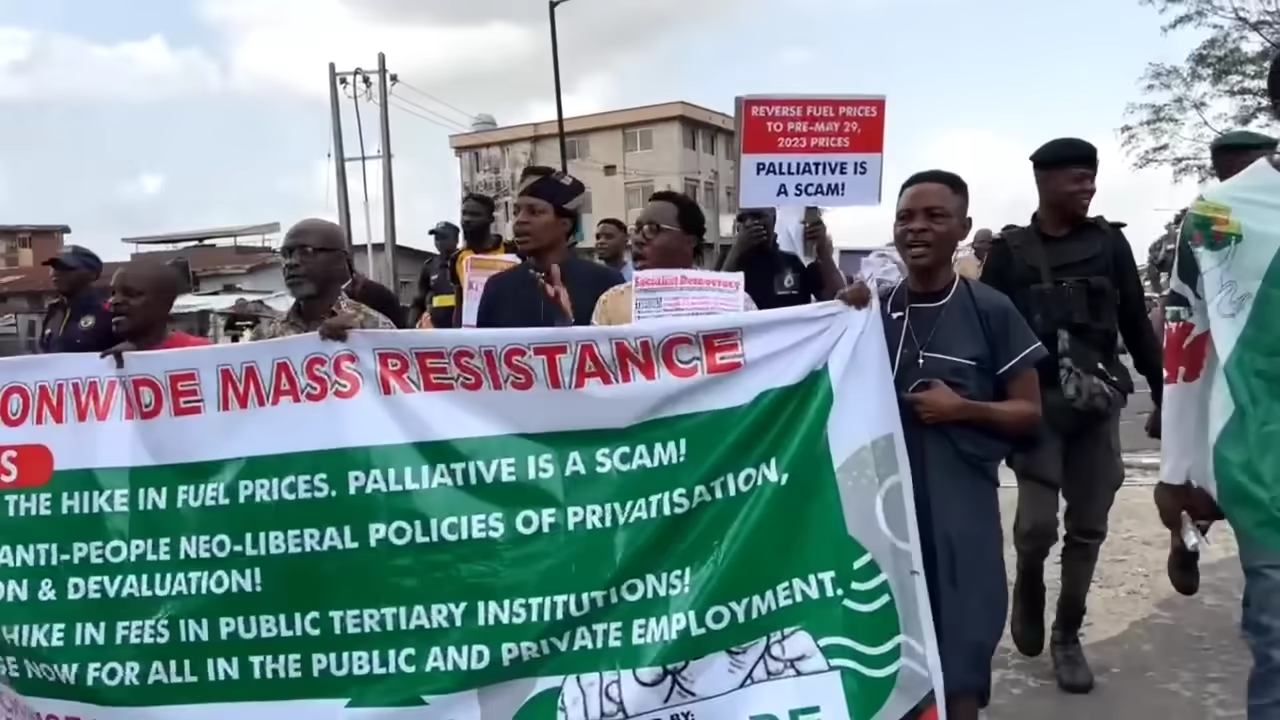 REVERSE FUEL PRICES
TO PRE-MAY 29,
2023 PRICES
PALLIATIVE IS
A SCAM!
Socialist Democracy
ONWIDE MASS RESISTANCE
S
THE HIKE IN FUEL PRICES. PALLIATIVE IS A SCAM!
ANTI-PEOPLE NEO-LIBERAL POLICIES OF PRIVATISATION,
ON & DEVALUATION!
HIKE IN FEES IN PUBLIC TERTIARY INSTITUTIONS!
GE NOW FOR ALL IN THE PUBLIC AND PRIVATE EMPLOYMENT.
BY: